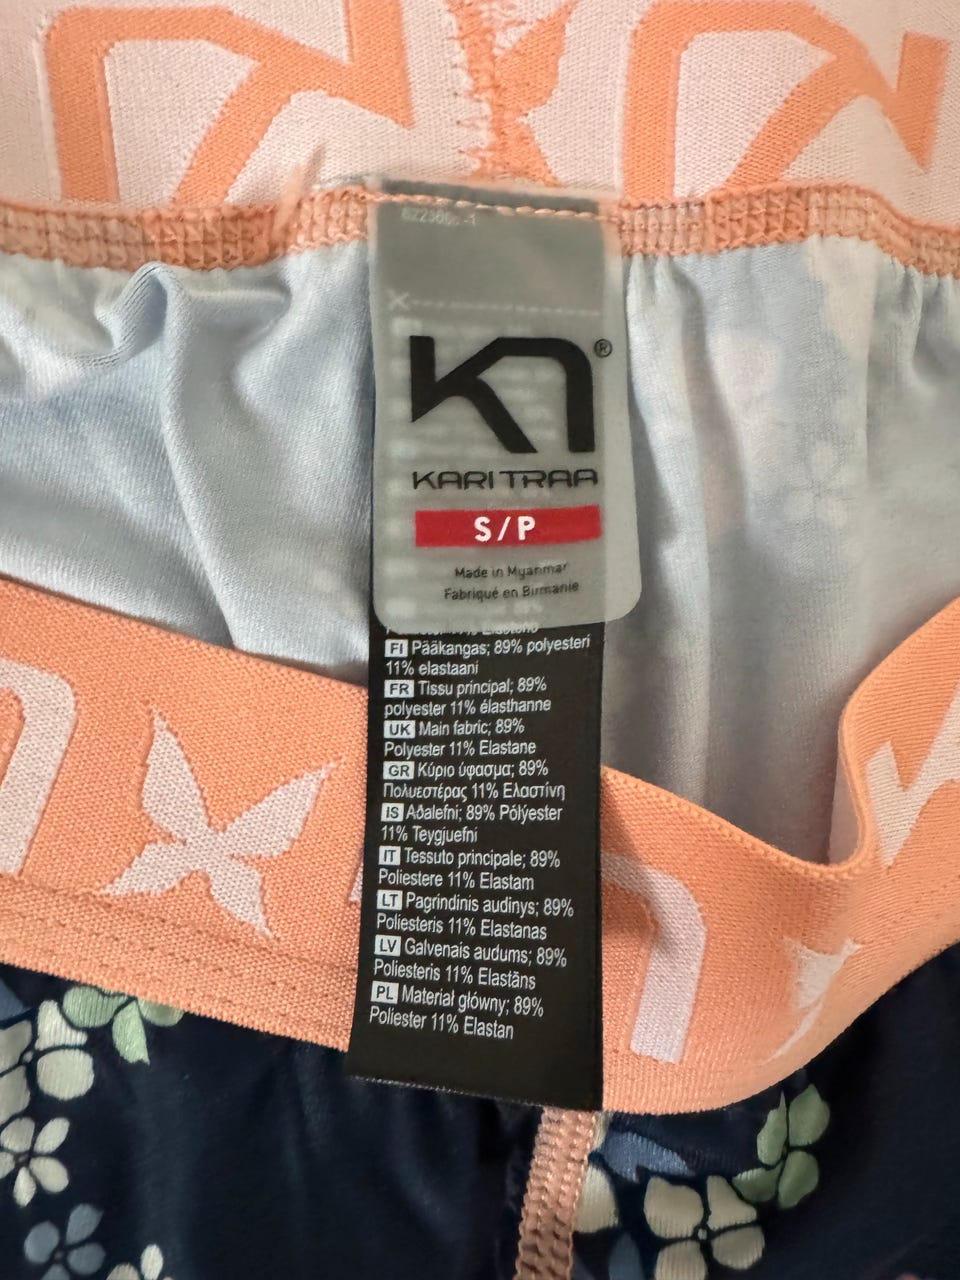 K
®
KARI TRAA
S/P
Made in Myanmar
Fabriqué en Birmanie
FI Pääkangas; 89% polyesteri
11% elastaani
FR Tissu principal; 89%
polyester 11% élasthanne
UK Main fabric; 89%
Polyester 11% Elastane
GR Κύριο ύφασμα; 89%
Πολυεστέρας 11% Ελαστίνη
IS Aðalefni; 89% Pólýester
11% Teygjuefni
IT Tessuto principale; 89%
Poliestere 11% Elastam
LT Pagrindinis audinys; 89%
Poliesteris 11% Elastanas
LV Galvenais audums; 89%
Poliesteris 11% Elastāns
PL Materiał główny; 89%
Poliester 11% Elastan